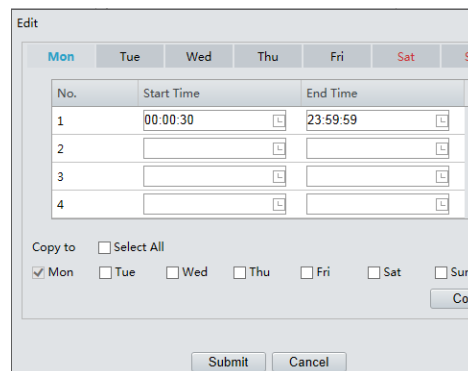 Edit
Mon Tue Wed Thu Fri Sat
No. Start Time End Time
1 00:00:30 23:59:59
2
3
4
Copy to Select All
Mon Tue Wed Thu Fri Sat Sun
Submit Cancel